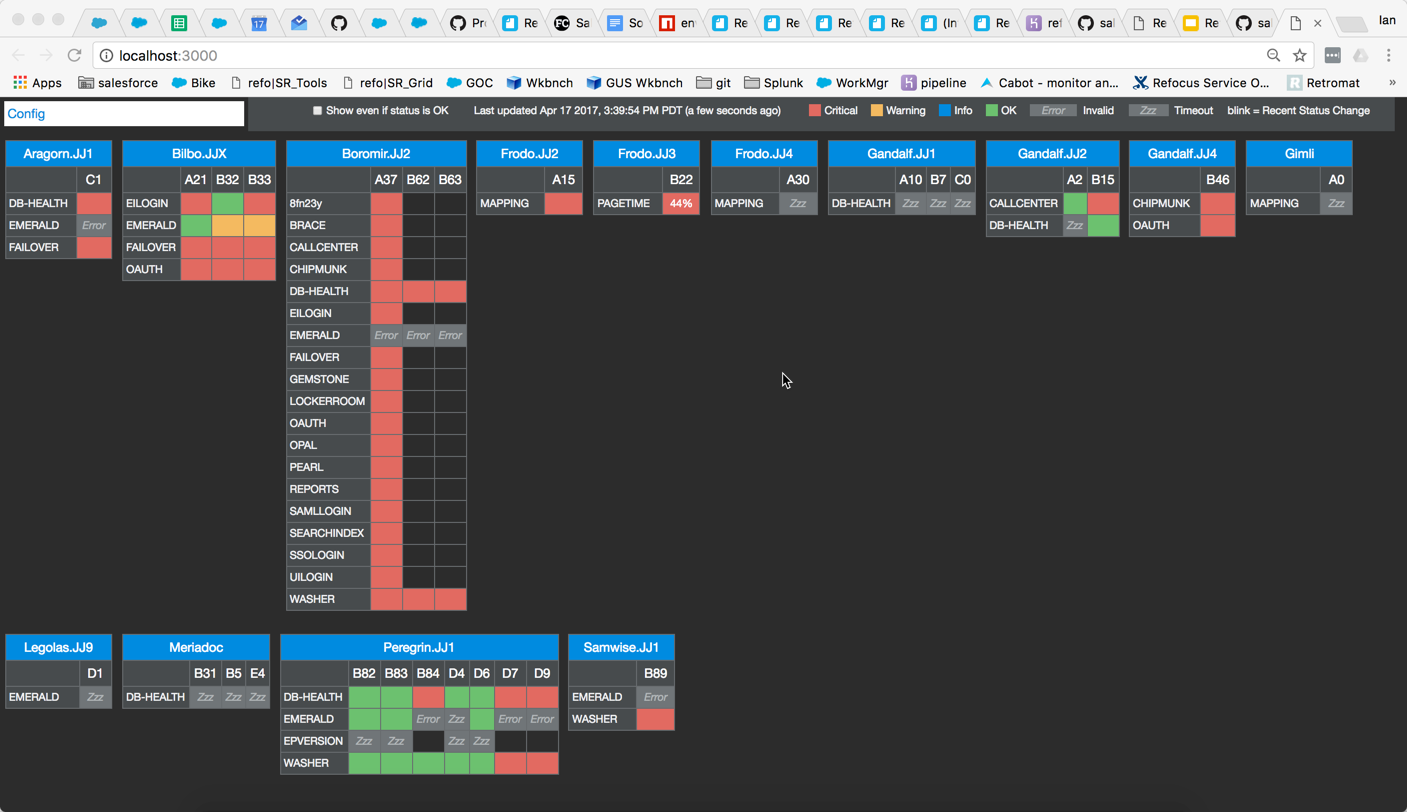 17 Pr Re FC Sa So n en Re Re Re Re (In Re ref sal Re Re sa Ian
localhost:3000
Apps salesforce Bike refo|SR_Tools refo|SR_Grid GOC Wkbnch GUS Wkbnch git Splunk WorkMgr pipeline Cabot - monitor an... Refocus Service O... Retromat »
Config Show even if status is OK Last updated Apr 17 2017, 3:39:54 PM PDT (a few seconds ago) Critical Warning Info OK Error Invalid Zzz Timeout blink = Recent Status Change
Aragorn.JJ1 Bilbo.JJX Boromir.JJ2 Frodo.JJ2 Frodo.JJ3 Frodo.JJ4 Gandalf.JJ1 Gandalf.JJ2 Gandalf.JJ4 Gimli
C1 A21 B32 B33 A37 B62 B63 A15 B22 A30 A10 B7 C0 A2 B15 B46 A0
DB-HEALTH EILOGIN 8fn23y MAPPING PAGETIME 44% MAPPING Zzz DB-HEALTH Zzz Zzz Zzz CALLCENTER CHIPMUNK MAPPING Zzz
EMERALD Error EMERALD BRACE DB-HEALTH Zzz OAUTH
FAILOVER FAILOVER CALLCENTER
OAUTH CHIPMUNK
DB-HEALTH
EILOGIN
EMERALD Error Error Error
FAILOVER
GEMSTONE
LOCKERROOM
OAUTH
OPAL
PEARL
REPORTS
SAMLLOGIN
SEARCHINDEX
SSOLOGIN
UILOGIN
WASHER
Legolas.JJ9 Meriadoc Peregrin.JJ1 Samwise.JJ1
D1 B31 B5 E4 B82 B83 B84 D4 D6 D7 D9 B89
EMERALD Zzz DB-HEALTH Zzz Zzz Zzz DB-HEALTH EMERALD Error
EMERALD Error Zzz Error Error WASHER
EPVERSION Zzz Zzz Zzz Zzz
WASHER